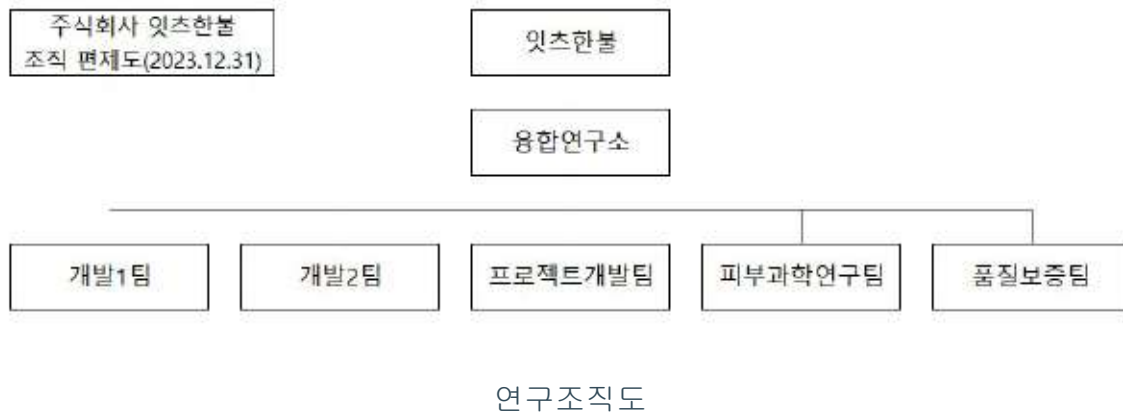 주식회사 잇츠한불
조직 편제도(2023.12.31)
잇츠한불
융합연구소
개발1팀
개발2팀
프로젝트개발팀
피부과학연구팀
품질보증팀
연구조직도